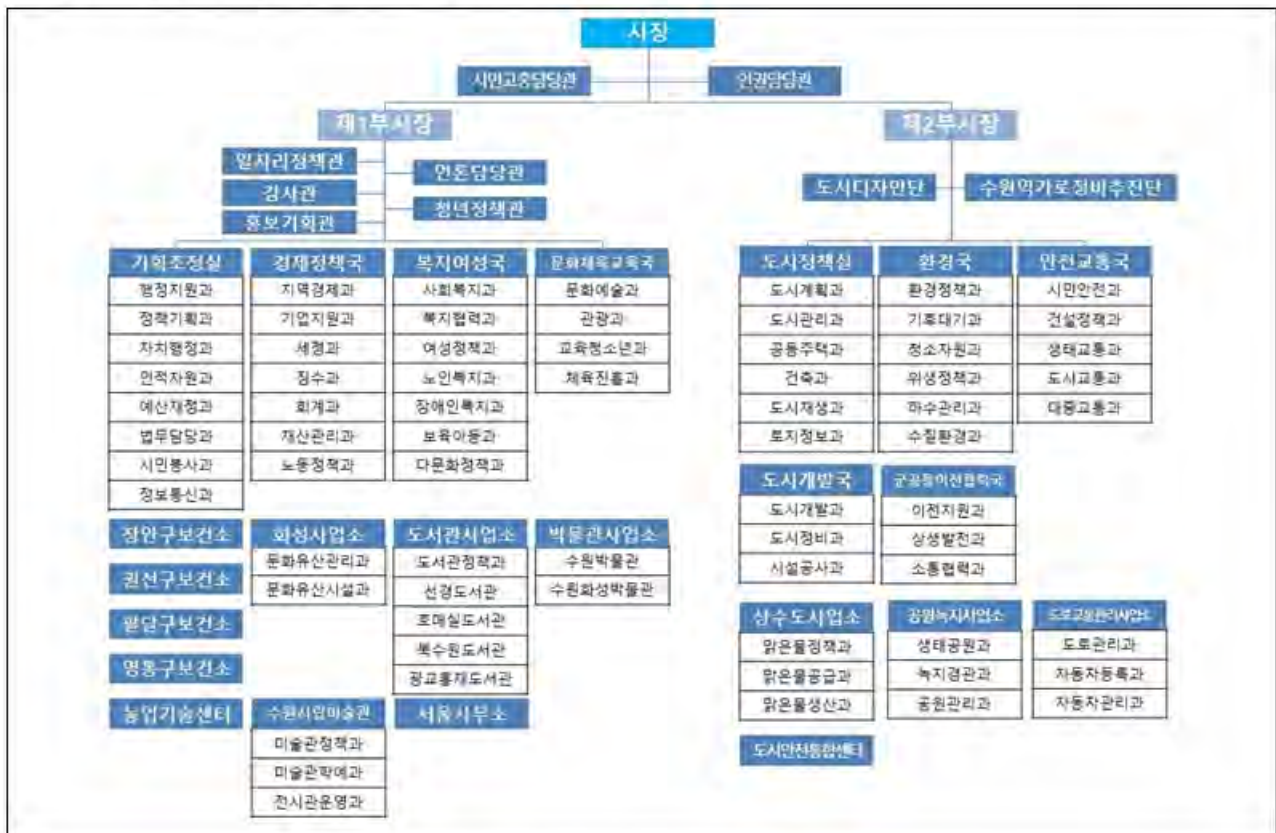 시장
시민고충담당관
인권담당관
제1부시장
제2부시장
일자리정책관
언론담당관
감사관
청년정책관
홍보기획관
도시디자인단
수원역가로정비추진단
기획조정실
행정지원과
정책기획과
자치행정과
인적자원과
예산재정과
법무담당과
시민봉사과
정보통신과
경제정책국
지역경제과
기업지원과
세정과
징수과
회계과
재산관리과
노동정책과
복지여성국
사회복지과
복지협력과
여성정책과
노인복지과
장애인복지과
보육아동과
다문화정책과
문화체육교육국
문화예술과
관광과
교육청소년과
체육진흥과
도시정책실
도시계획과
도시관리과
공동주택과
건축과
도시재생과
토지정보과
환경국
환경정책과
기후대기과
청소자원과
위생정책과
하수관리과
수질환경과
안전교통국
시민안전과
건설정책과
생태교통과
도시교통과
대중교통과
도시개발국
도시개발과
도시정비과
시설공사과
군공항이전협력국
이전지원과
상생발전과
소통협력과
장안구보건소
권선구보건소
팔달구보건소
영통구보건소
농업기술센터
화성사업소
문화유산관리과
문화유산시설과
도서관사업소
도서관정책과
선경도서관
호매실도서관
북수원도서관
광교홍재도서관
박물관사업소
수원박물관
수원화성박물관
수원시립미술관
미술관정책과
미술관학예과
전시관운영과
서울사무소
상수도사업소
맑은물정책과
맑은물공급과
맑은물생산과
공원녹지사업소
생태공원과
녹지경관과
공원관리과
도로교통관리사업소
도로관리과
자동차등록과
자동차관리과
도시안전통합센터